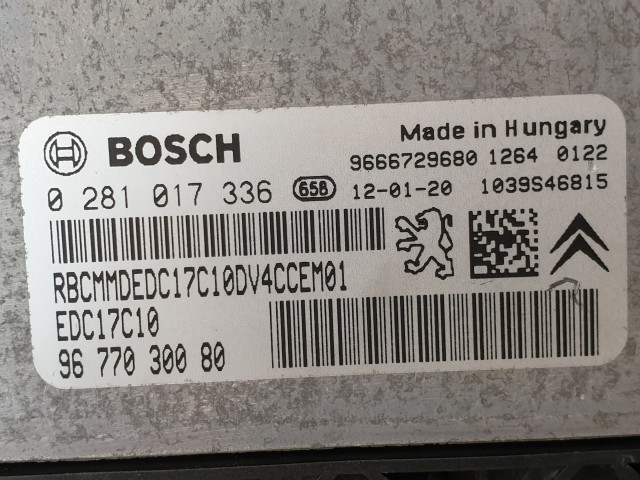 BOSCH
Made in Hungary
9666729680 1264 0122
0 281 017 336 658 12-01-20 1039S46815
RBCMMDEDC17C10DV4CCEM01
EDC17C10
96 770 300 80